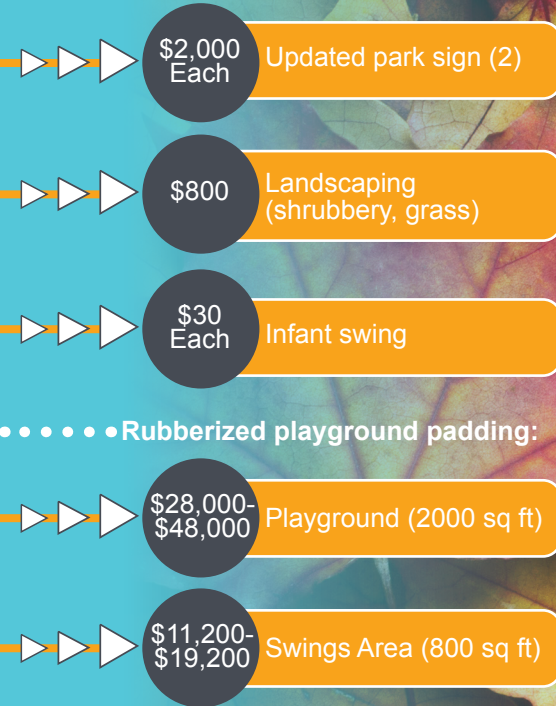 $2,000
Each
Updated park sign (2)
$800
Landscaping
(shrubbery, grass)
$30
Each
Infant swing
Rubberized playground padding:
$28,000-
$48,000
Playground (2000 sq ft)
$11,200-
$19,200
Swings Area (800 sq ft)